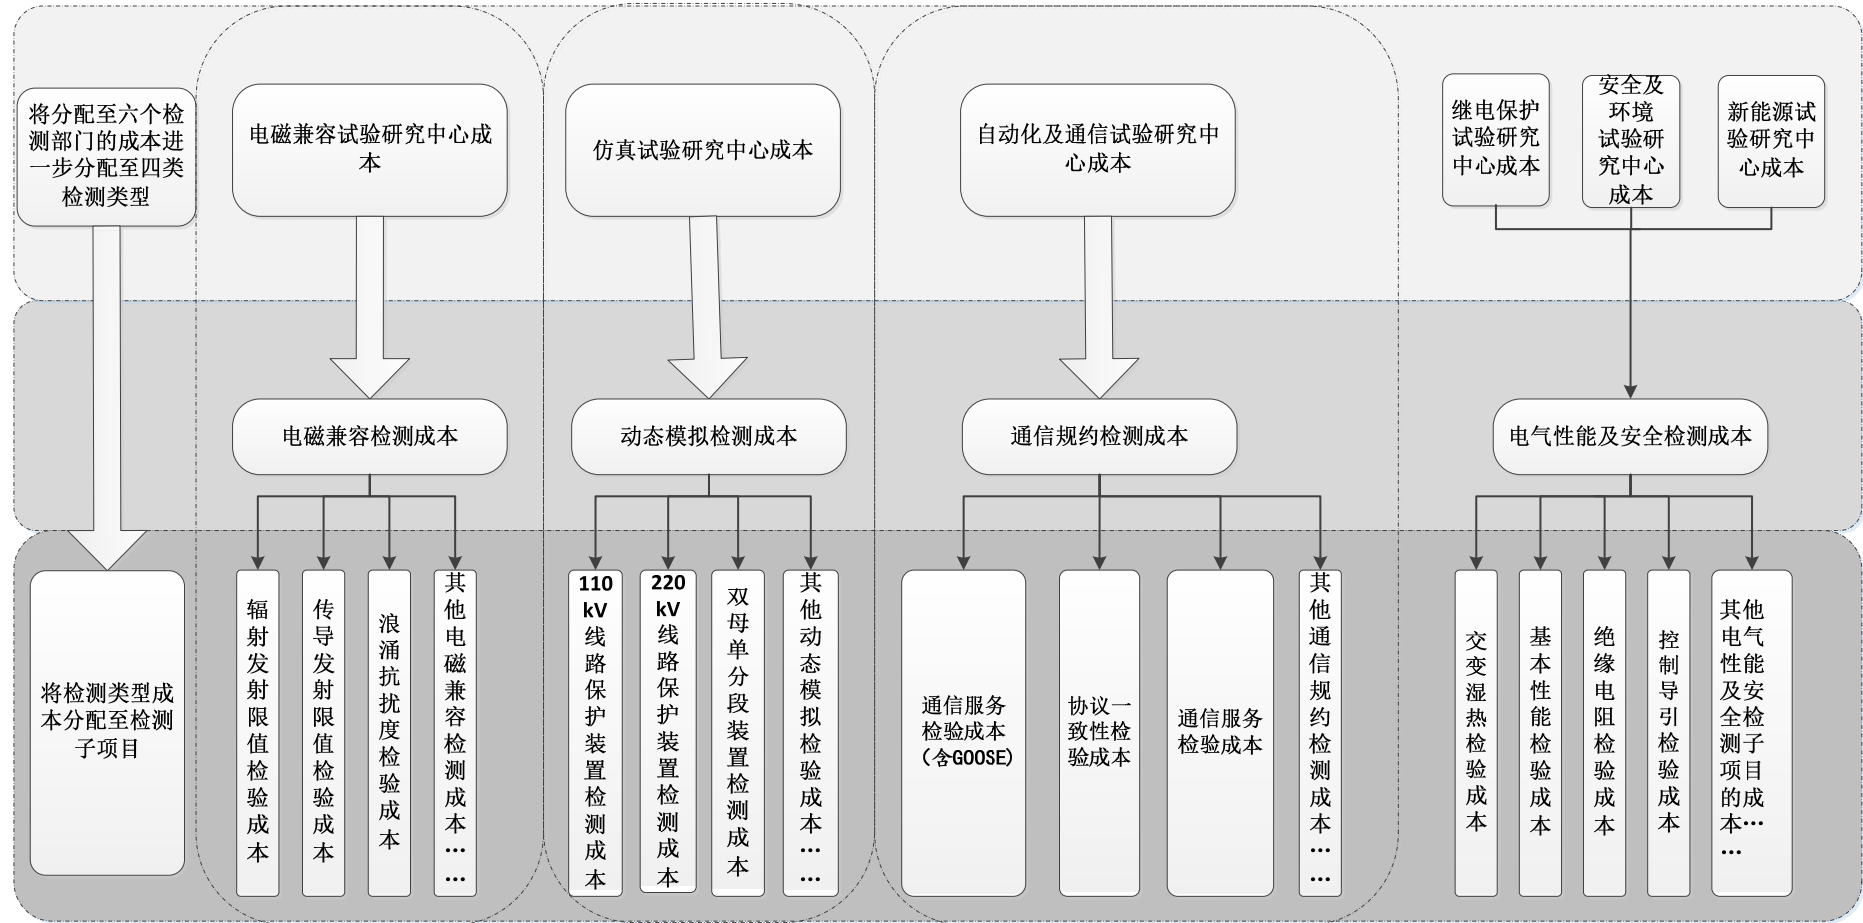 将分配至六个检
测部门的成本进
一步分配至四类
检测类型
电磁兼容试验研究中心成
本
仿真试验研究中心成本
自动化及通信试验研究中
心成本
继电保护
试验研究
中心成本
安全及
环境
试验研
究中心
成本
新能源试
验研究中
心成本
电磁兼容检测成本
动态模拟检测成本
通信规约检测成本
电气性能及安全检测成本
将检测类型成
本分配至检测
子项目
辐射发射限值检验成本
传导发射限值检验成本
浪涌抗扰度检验成本
其他电磁兼容检测成本……
110kV线路保护装置检测成本
220kV线路保护装置检测成本
双母单分段装置检测成本
其他动态模拟检验成本……
通信服务
检验成本
（含GOOSE）
协议一
致性检
验成本
通信服务
检验成本
其他通信规约检测成本……
交变湿热检验成本
基本性能检验成本
绝缘电阻检验成本
控制导引检验成本
其他
电气
性能
及安
全检
测子
项目
的成
本…
…